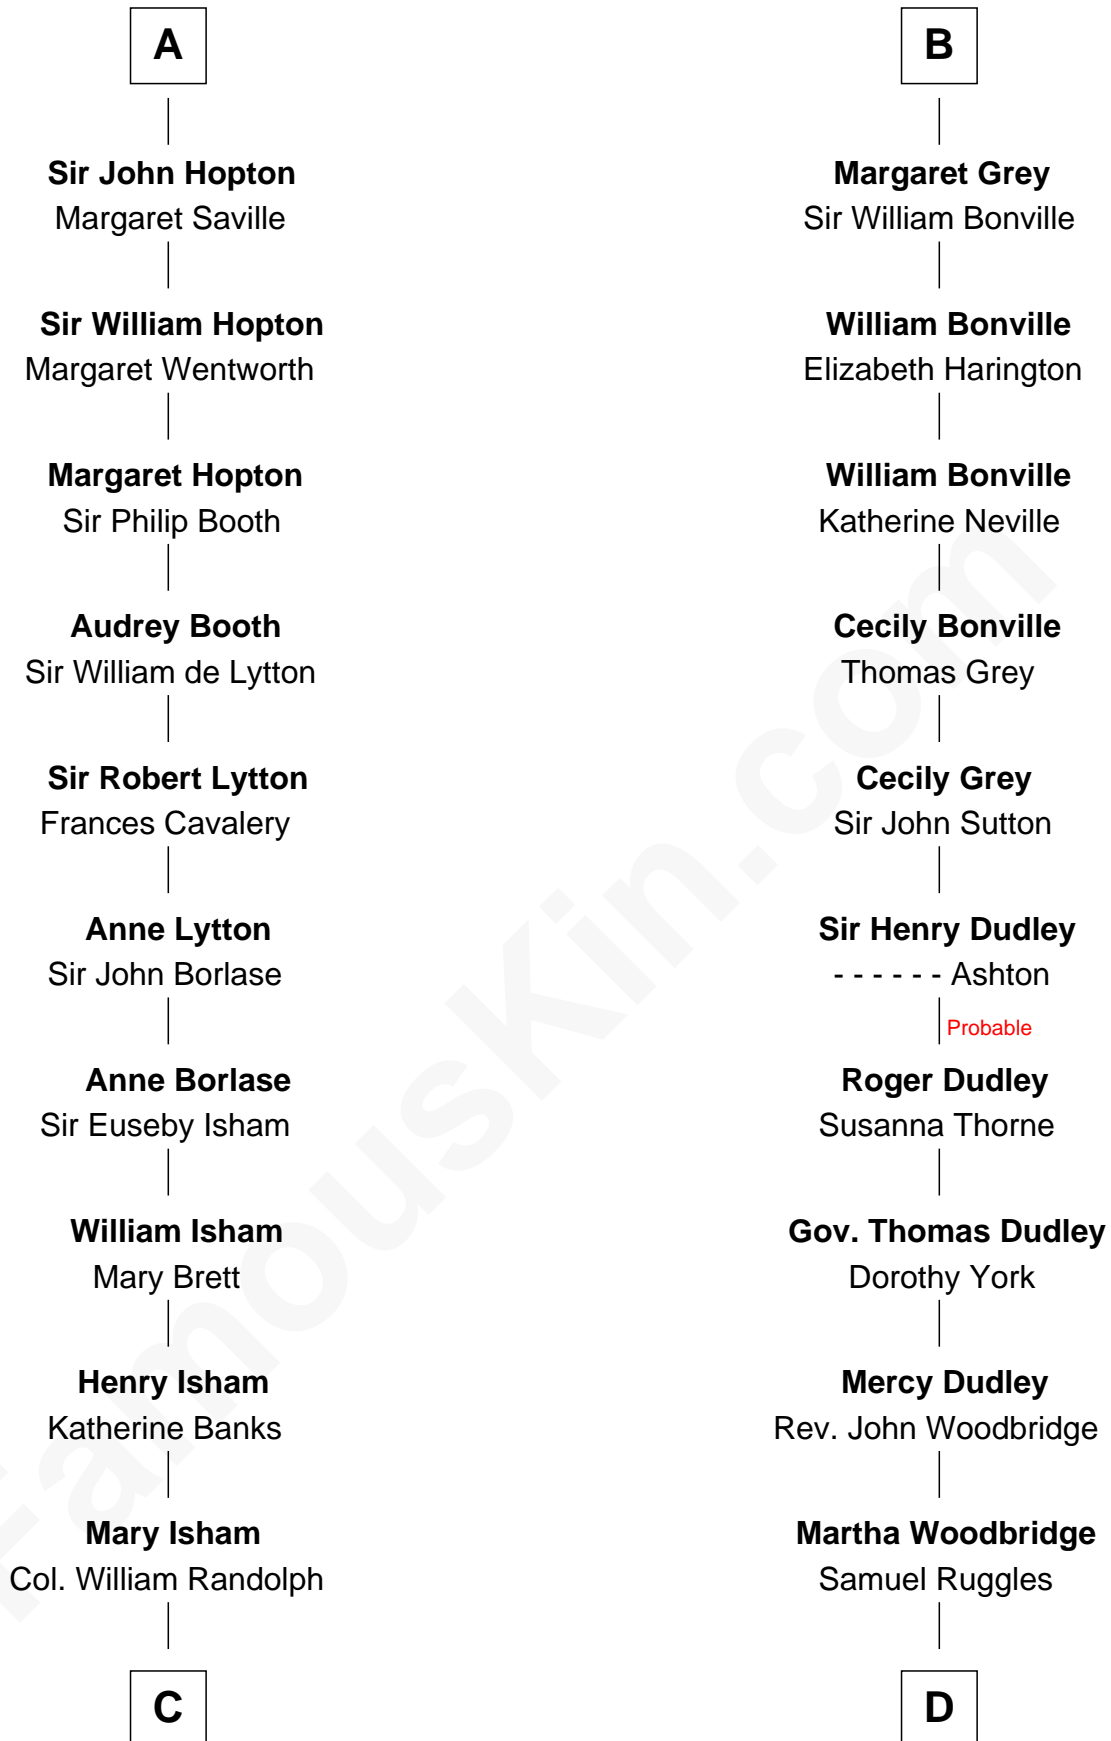 A
Sir John Hopton
Margaret Saville
Sir William Hopton
Margaret Wentworth
Margaret Hopton
Sir Philip Booth
Audrey Booth
Sir William de Lytton
Sir Robert Lytton
Frances Cavalery
Anne Lytton
Sir John Borlase
Anne Borlase
Sir Euseby Isham
William Isham
Mary Brett
Henry Isham
Katherine Banks
Mary Isham
Col. William Randolph
C
B
Margaret Grey
Sir William Bonville
William Bonville
Elizabeth Harington
William Bonville
Katherine Neville
Cecily Bonville
Thomas Grey
Cecily Grey
Sir John Sutton
Sir Henry Dudley
- - - - - - Ashton
Probable
Roger Dudley
Susanna Thorne
Gov. Thomas Dudley
Dorothy York
Mercy Dudley
Rev. John Woodbridge
Martha Woodbridge
Samuel Ruggles
D
FamousKin.com